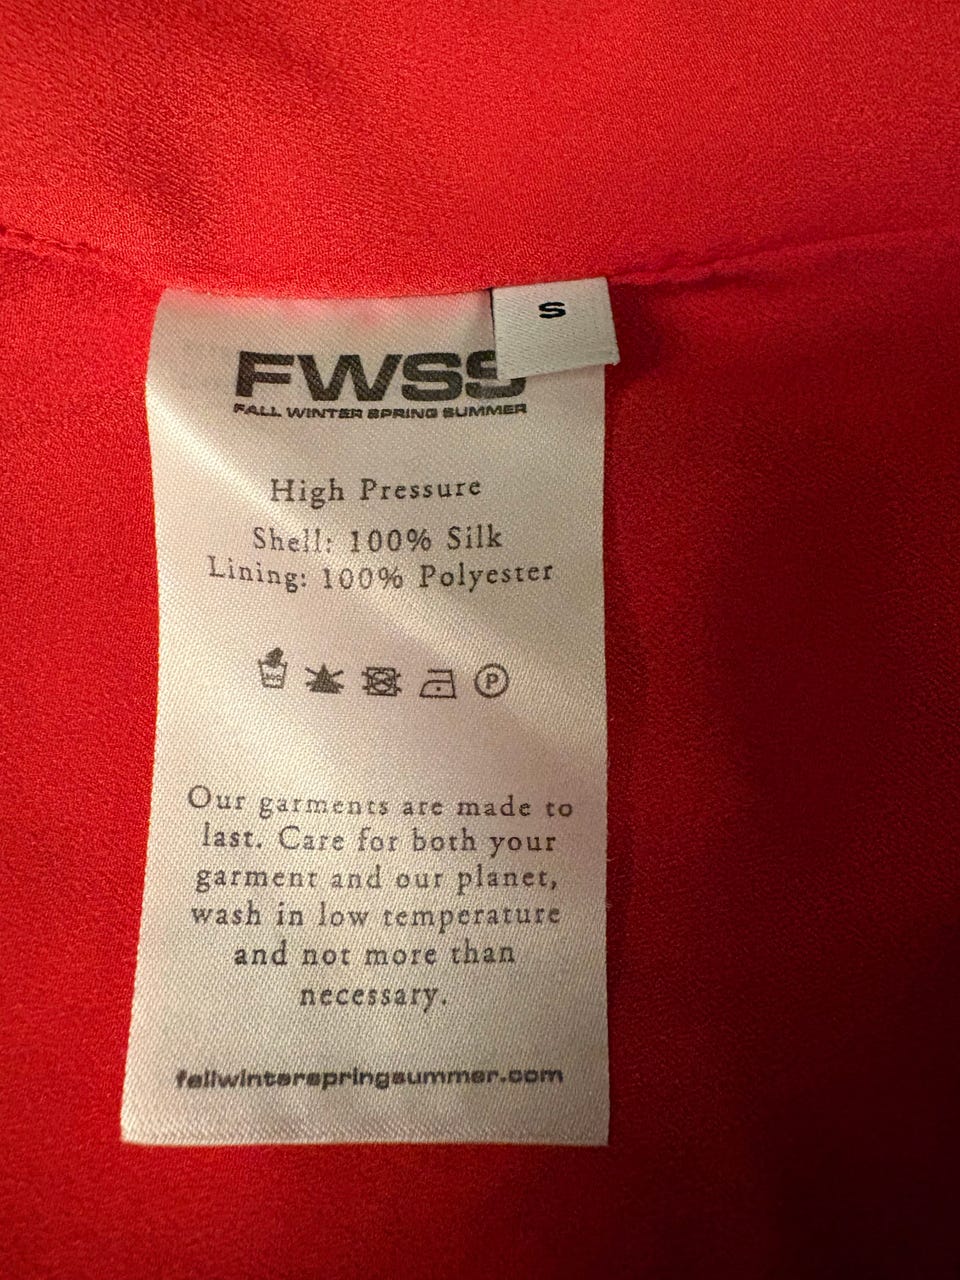 S
FWSS
FALL WINTER SPRING SUMMER
High Pressure
Shell: 100% Silk
Lining: 100% Polyester
P
Our garments are made to
last. Care for both your
garment and our planet,
wash in low temperature
and not more than
necessary.
fallwinterspringsummer.com